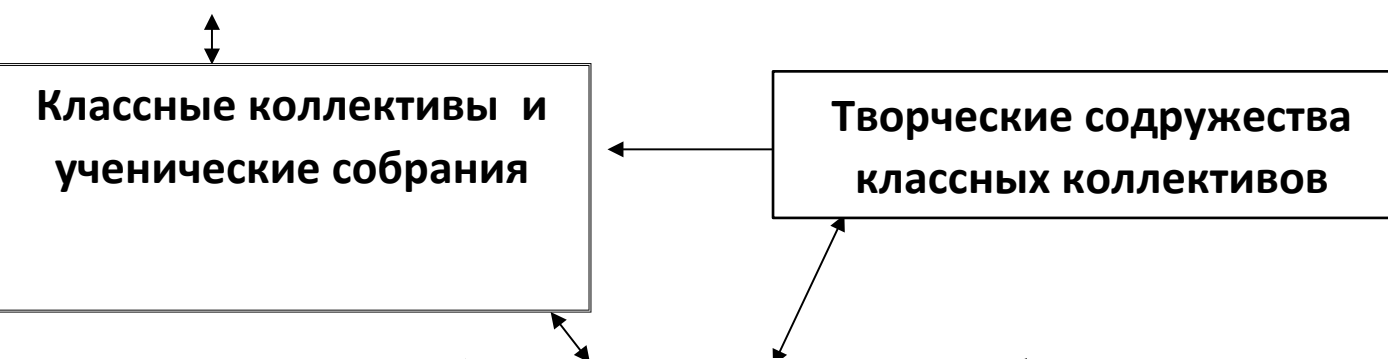 Классные коллективы  и
ученические собрания
Творческие содружества
классных коллективов